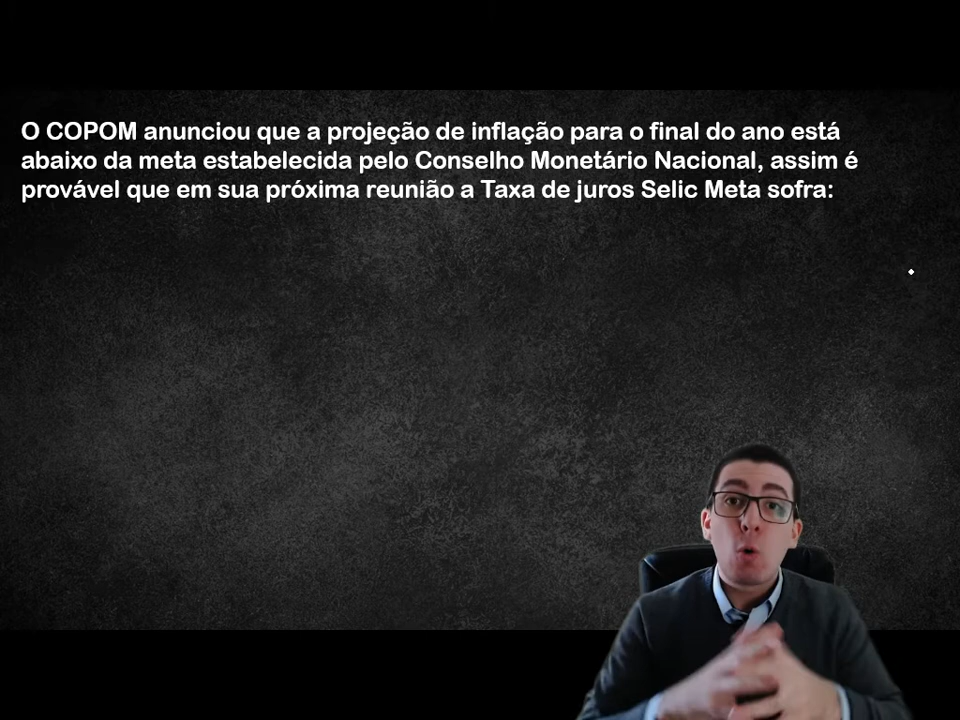 O COPOM anunciou que a projeção de inflação para o final do ano está
abaixo da meta estabelecida pelo Conselho Monetário Nacional, assim é
provável que em sua próxima reunião a Taxa de juros Selic Meta sofra: